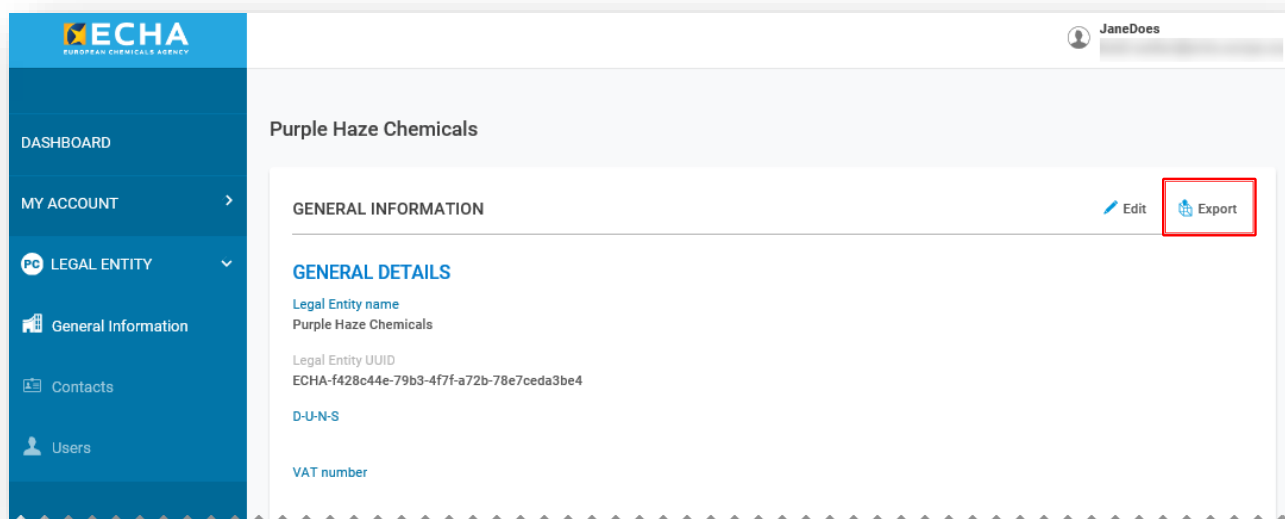 ECHA
EUROPEAN CHEMICALS AGENCY
JaneDoes
DASHBOARD
MY ACCOUNT
PC LEGAL ENTITY
General Information
Contacts
Users
Purple Haze Chemicals
GENERAL INFORMATION
Edit
Export
GENERAL DETAILS
Legal Entity name
Purple Haze Chemicals
Legal Entity UUID
ECHA-f428c44e-79b3-4f7f-a72b-78e7ceda3be4
D-U-N-S
VAT number